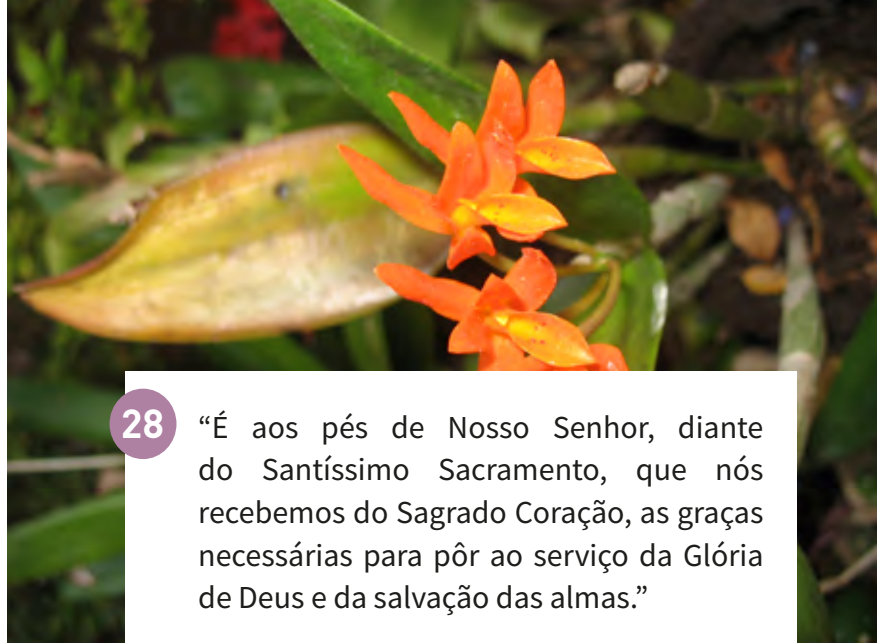 28
“É aos pés de Nosso Senhor, diante
do Santíssimo Sacramento, que nós
recebemos do Sagrado Coração, as graças
necessárias para pôr ao serviço da Glória
de Deus e da salvação das almas.”